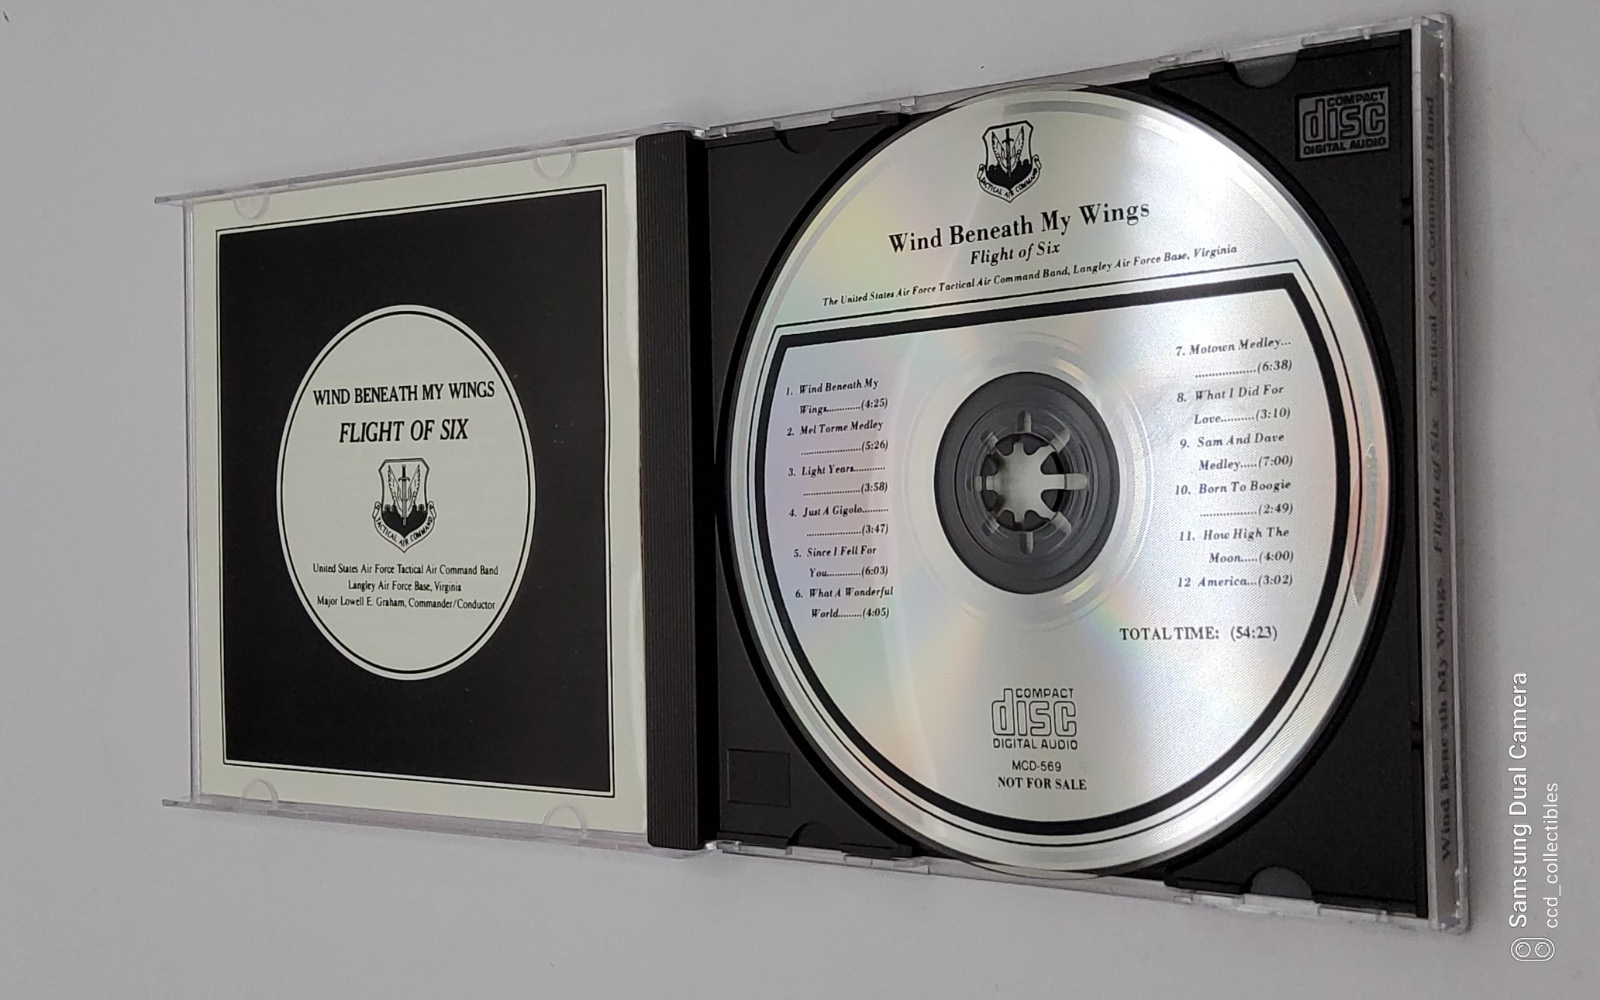 WIND BENEATH MY WINGS
FLIGHT OF SIX
TACTICAL AIR COMMAND
United States Air Force Tactical Air Command Band
Langley Air Force Base, Virginia
Major Lowell E. Graham, Commander/Conductor
TACTICAL AIR COMMAND
Wind Beneath My Wings
Flight of Six
The United States Air Force Tactical Air Command Band, Langley Air Force Base, Virginia
1. Wind Beneath My
Wings............(4:25)
2. Mel Torme Medley
.....................(5:26)
3. Light Years...........
....................(3:58)
4. Just A Gigolo.........
...................(3:47)
5. Since I Fell For
You............(6:03)
6. What A Wonderful
World........(4:05)
7. Motown Medley...
....................(6:38)
8. What I Did For
Love.........(3:10)
9. Sam And Dave
Medley.....(7:00)
10. Born To Boogie
...................(2:49)
11. How High The
Moon.....(4:00)
12 America...(3:02)
TOTAL TIME: (54:23)
COMPACT
disc
DIGITAL AUDIO
MCD-569
NOT FOR SALE
COMPACT
disc
DIGITAL AUDIO
Wind Beneath My Wings Flight of Six Tactical Air Command Band
Samsung Dual Camera
ccd_collectibles